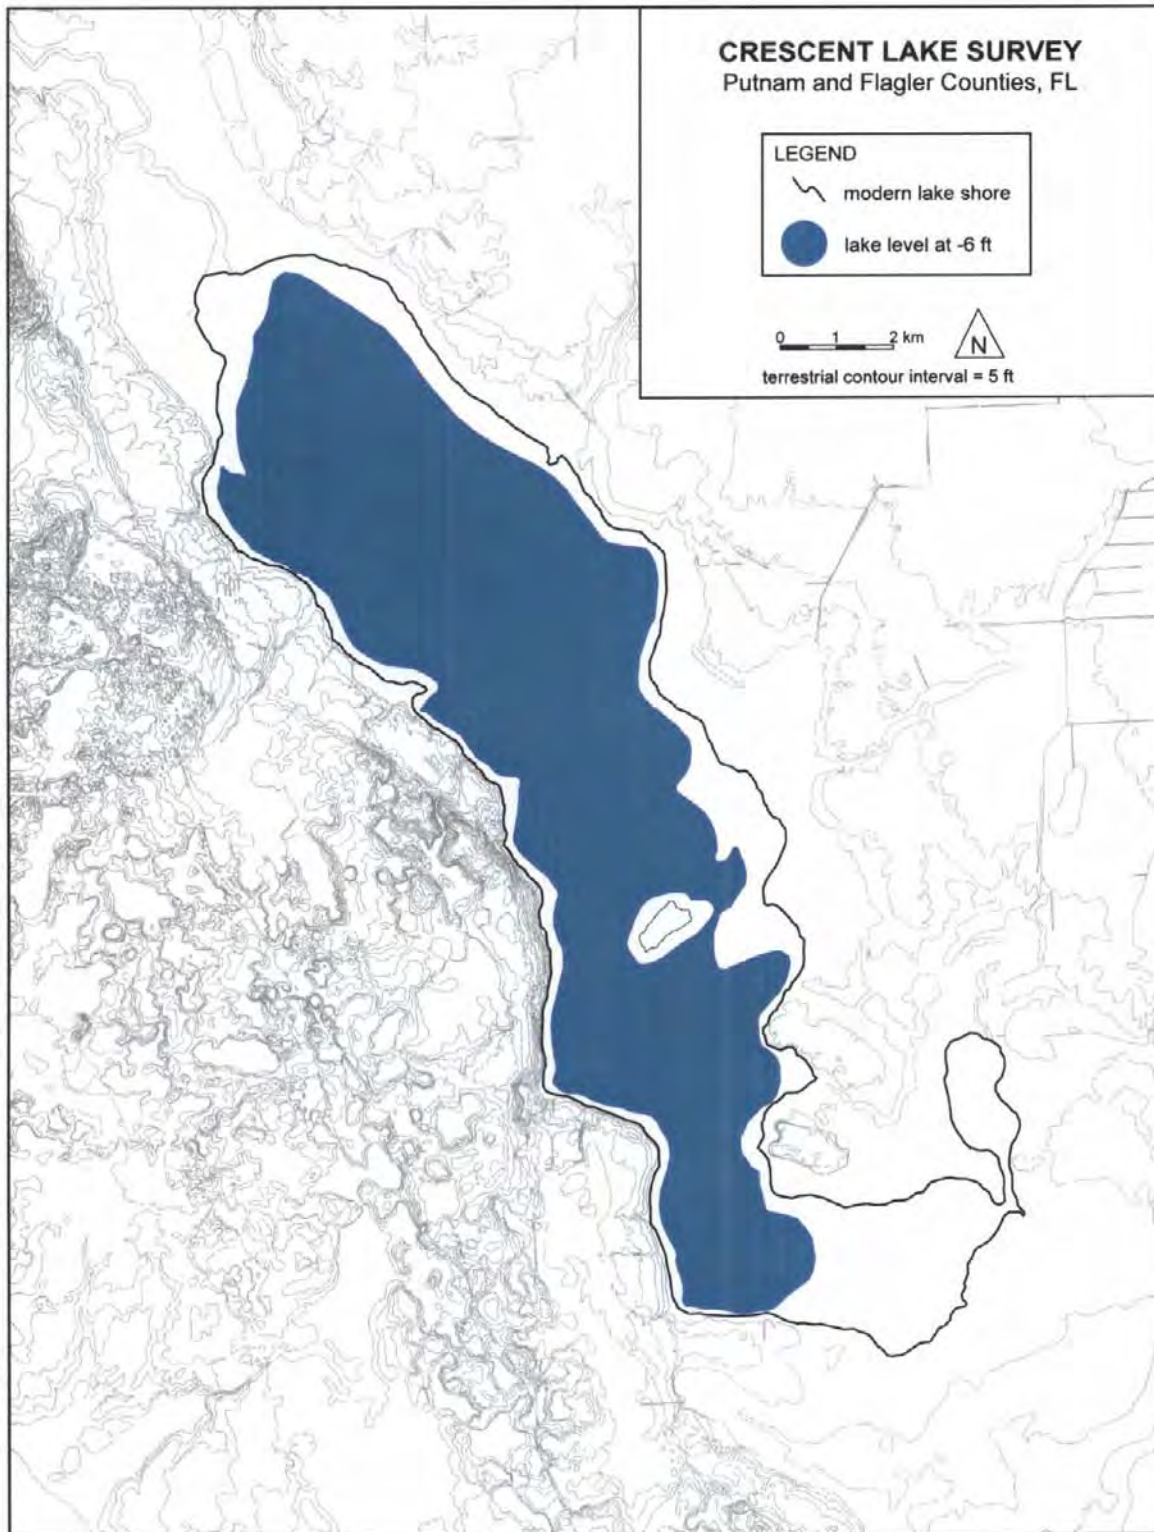 CRESCENT LAKE SURVEY
Putnam and Flagler Counties, FL
LEGEND
modern lake shore
lake level at -6 ft
0 1 2 km
N
terrestrial contour interval = 5 ft